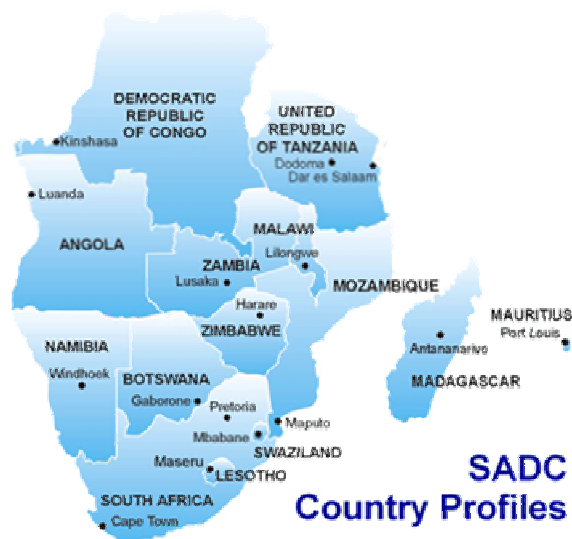 DEMOCRATIC
REPUBLIC
OF CONGO
Kinshasa
UNITED
REPUBLIC
OF TANZANIA
Dodoma
Dar es Salaam
Luanda
ANGOLA
MALAWI
Lilongwe
ZAMBIA
Lusaka
MOZAMBIQUE
Harare
ZIMBABWE
MAURITIUS
Port Louis
Antananarivo
MADAGASCAR
NAMIBIA
Windhoek
BOTSWANA
Gaborone
Pretoria
Maputo
Mbabane
SWAZILAND
Maseru
LESOTHO
SOUTH AFRICA
Cape Town
SADC
Country Profiles